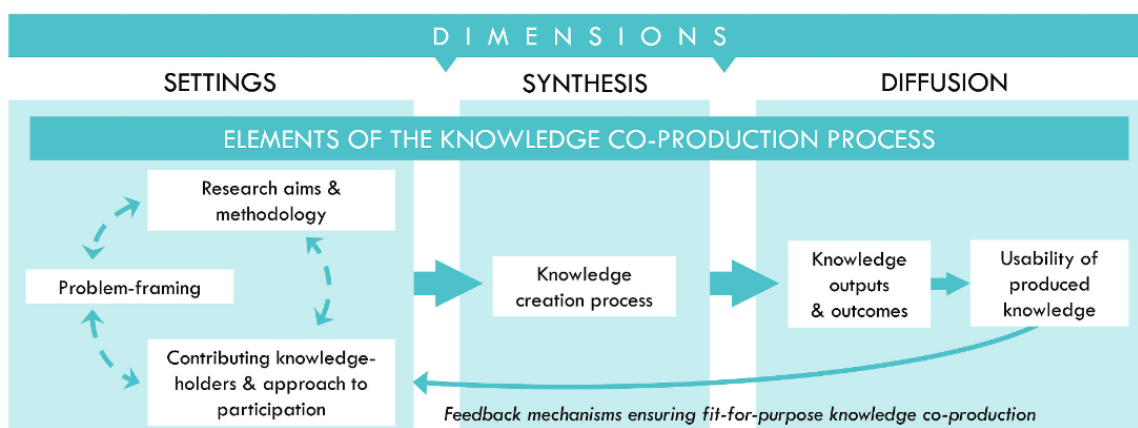 DIMENSIONS
SETTINGS
SYNTHESIS
DIFFUSION
ELEMENTS OF THE KNOWLEDGE CO-PRODUCTION PROCESS
Research aims &
methodology
Problem-framing
Contributing knowledge-
holders & approach to
participation
Knowledge
creation process
Knowledge
outputs
& outcomes
Usability of
produced
knowledge
Feedback mechanisms ensuring fit-for-purpose knowledge co-production